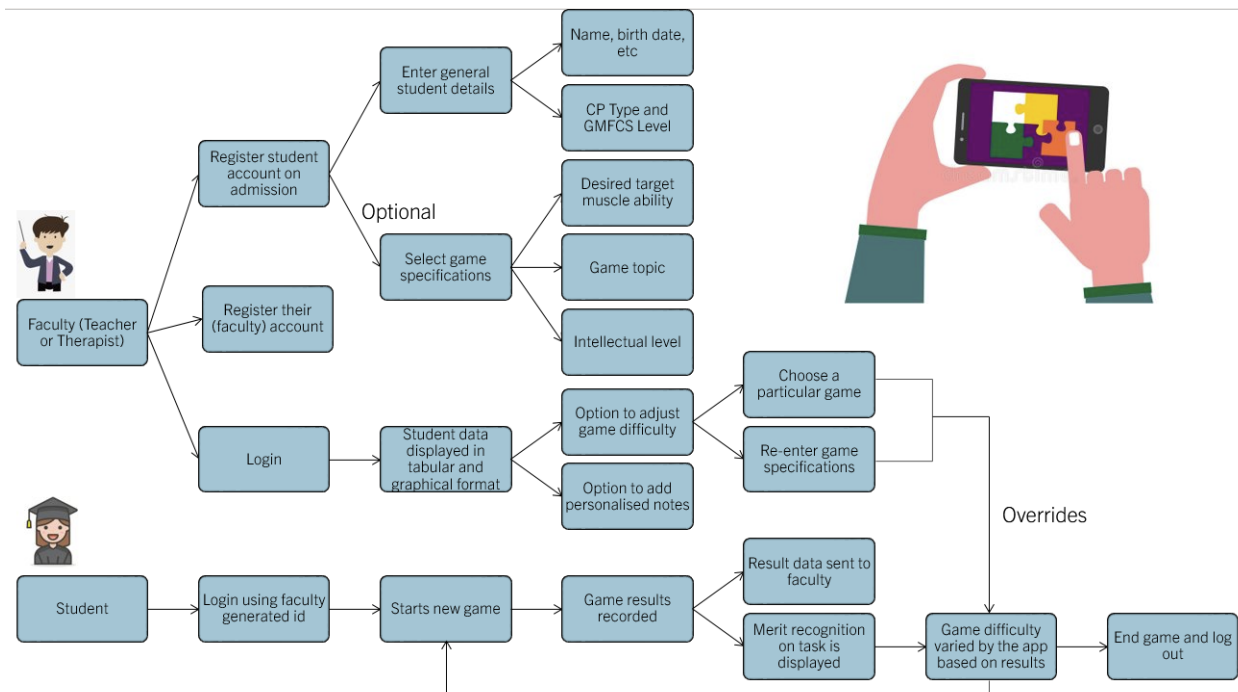 Name, birth date,
etc
Enter general
student details
CP Type and
GMFCS Level
Register student
account on
admission
Optional
Desired target
muscle ability
Select game
specifications
Game topic
Register their
(faculty) account
Faculty (Teacher
or Therapist)
Intellectual level
Choose a
particular game
Option to adjust
game difficulty
Login
Student data
displayed in
tabular and
graphical format
Re-enter game
specifications
Option to add
personalised notes
Overrides
Result data sent to
faculty
Student
Login using faculty
generated id
Starts new game
Game results
recorded
Merit recognition
on task is
displayed
Game difficulty
varied by the app
based on results
End game and log
out